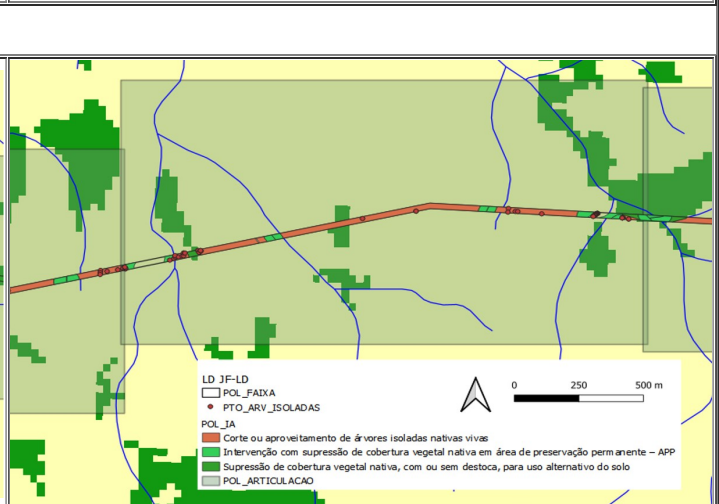 0 250 500 m
LD JF-LD
POL_FAIXA
PTO_ARV_ISOLADAS
POL_IA
Corte ou aproveitamento de árvores isoladas nativas vivas
Intervenção com supressão de cobertura vegetal nativa em área de preservação permanente – APP
Supressão de cobertura vegetal nativa, com ou sem destoca, para uso alternativo do solo
POL_ARTICULACAO